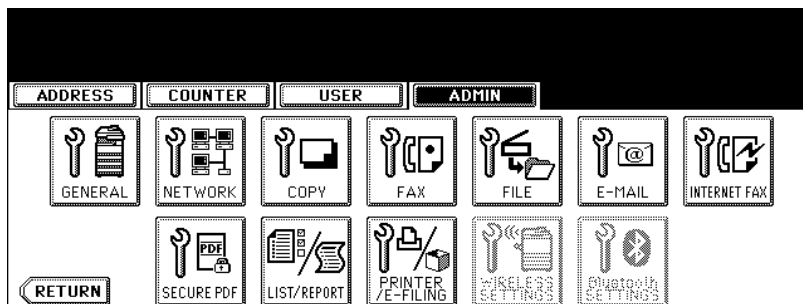 ADDRESS COUNTER USER ADMIN
GENERAL NETWORK COPY FAX FILE E-MAIL INTERNET FAX
PDF
@
SECURE PDF LIST/REPORT PRINTER
/E-FILING WIRELESS
SETTINGS Bluetooth
SETTINGS
RETURN